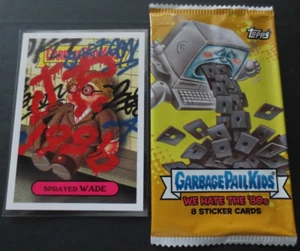 SPRAYED WADE
Topps
GARBAGE PAIL KIDS
WE HATE THE '80s
8 STICKER CARDS